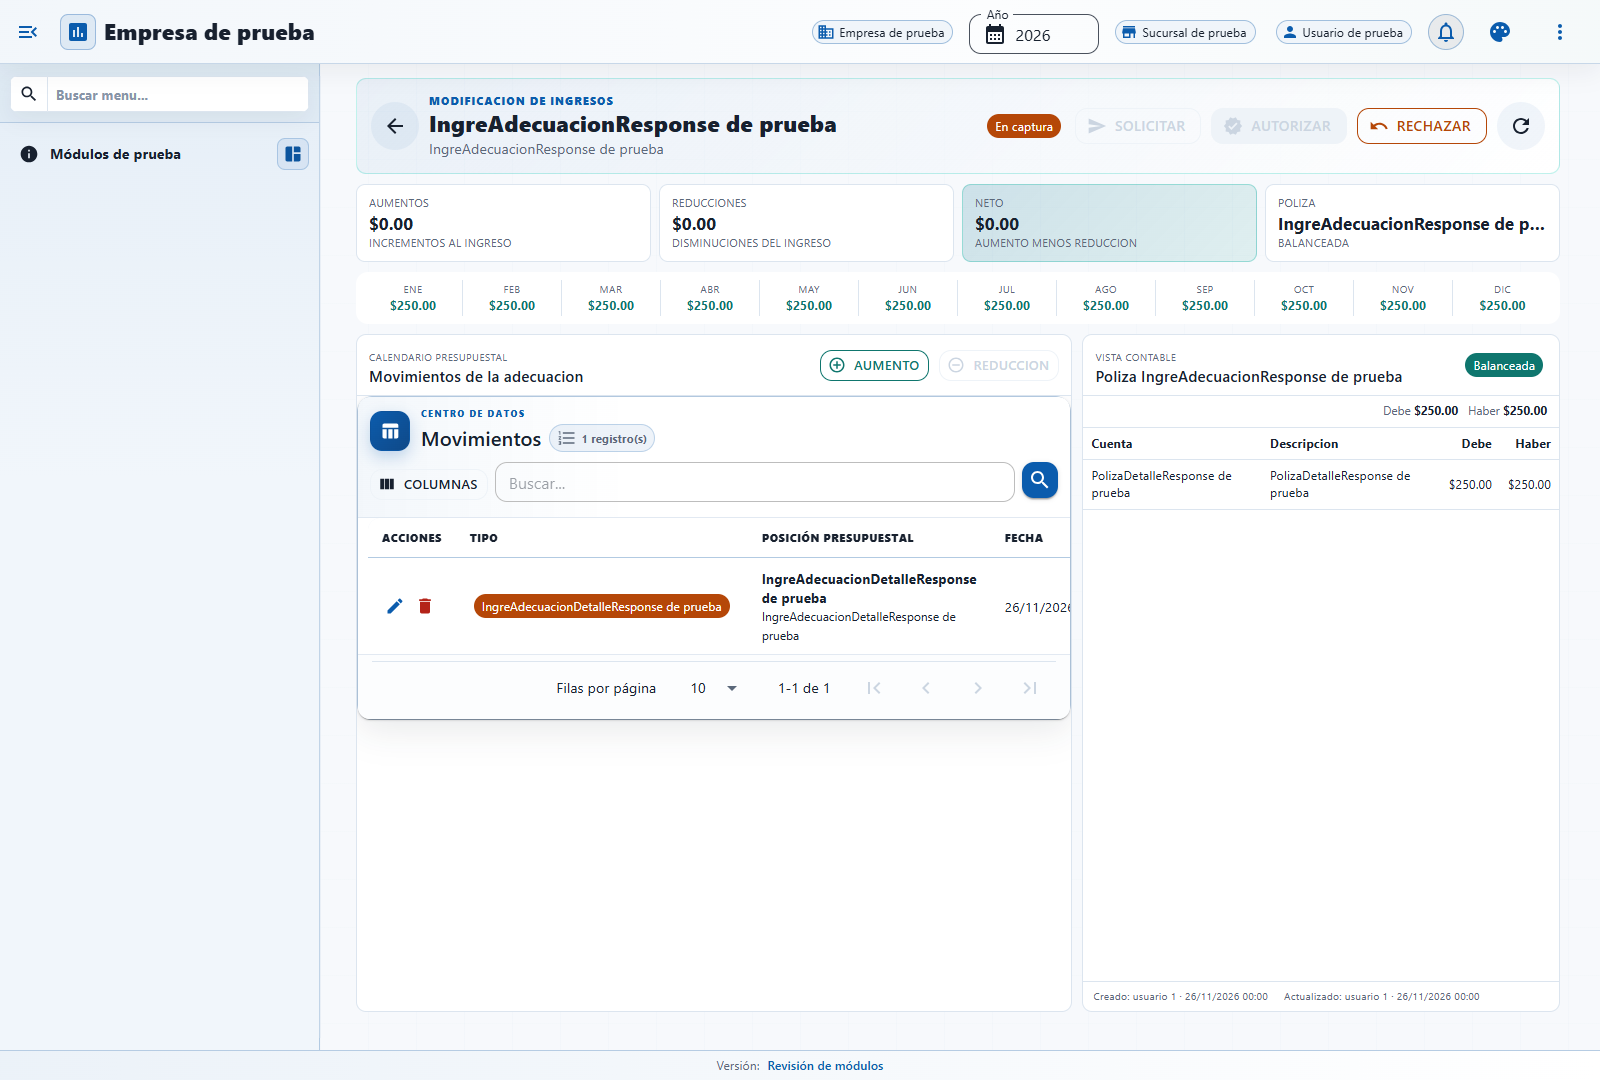 Empresa de prueba
Empresa de prueba
Año
2026
Sucursal de prueba
Usuario de prueba
Buscar menu...
Módulos de prueba
MODIFICACION DE INGRESOS
IngreAdecuacionResponse de prueba
IngreAdecuacionResponse de prueba
En captura
SOLICITAR
AUTORIZAR
RECHAZAR
AUMENTOS
$0.00
INCREMENTOS AL INGRESO
REDUCCIONES
$0.00
DISMINUCIONES DEL INGRESO
NETO
$0.00
AUMENTO MENOS REDUCCION
POLIZA
IngreAdecuacionResponse de p...
BALANCEADA
ENE
$250.00
FEB
$250.00
MAR
$250.00
ABR
$250.00
MAY
$250.00
JUN
$250.00
JUL
$250.00
AGO
$250.00
SEP
$250.00
OCT
$250.00
NOV
$250.00
DIC
$250.00
CALENDARIO PRESUPUESTAL
Movimientos de la adecuacion
AUMENTO
REDUCCION
CENTRO DE DATOS
Movimientos
1 registro(s)
COLUMNAS
Buscar...
ACCIONES TIPO POSICIÓN PRESUPUESTAL FECHA
IngreAdecuacionDetalleResponse de prueba
IngreAdecuacionDetalleResponse
de prueba
IngreAdecuacionDetalleResponse de
prueba
26/11/2026
Filas por página 10 1-1 de 1
VISTA CONTABLE
Poliza IngreAdecuacionResponse de prueba
Balanceada
Debe $250.00 Haber $250.00
Cuenta Descripcion Debe Haber
PolizaDetalleResponse de
prueba
PolizaDetalleResponse de
prueba
$250.00 $250.00
Creado: usuario 1 · 26/11/2026 00:00 Actualizado: usuario 1 · 26/11/2026 00:00
Versión: Revisión de módulos